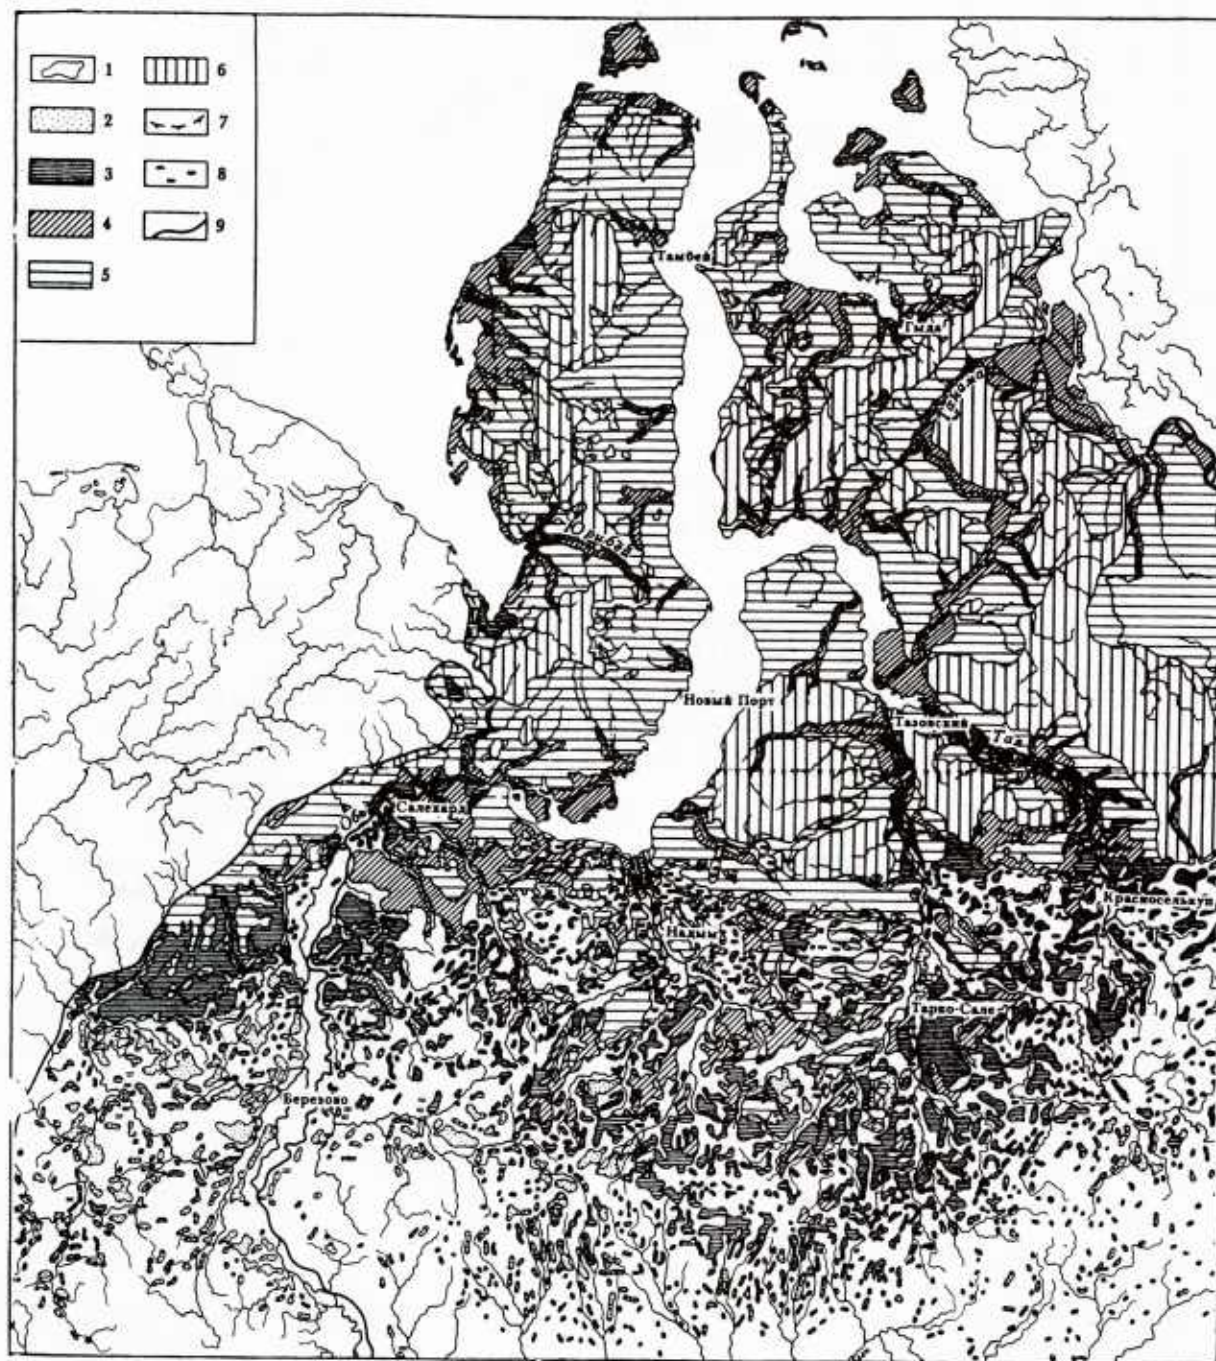 1 6
2 7
3 8
4 9
5
Тамбей
Гыда
Новый Порт
Тазовский
Таз
Салехард
Обь
Красноселькуп
Надым
Тарко-Сале
Березово